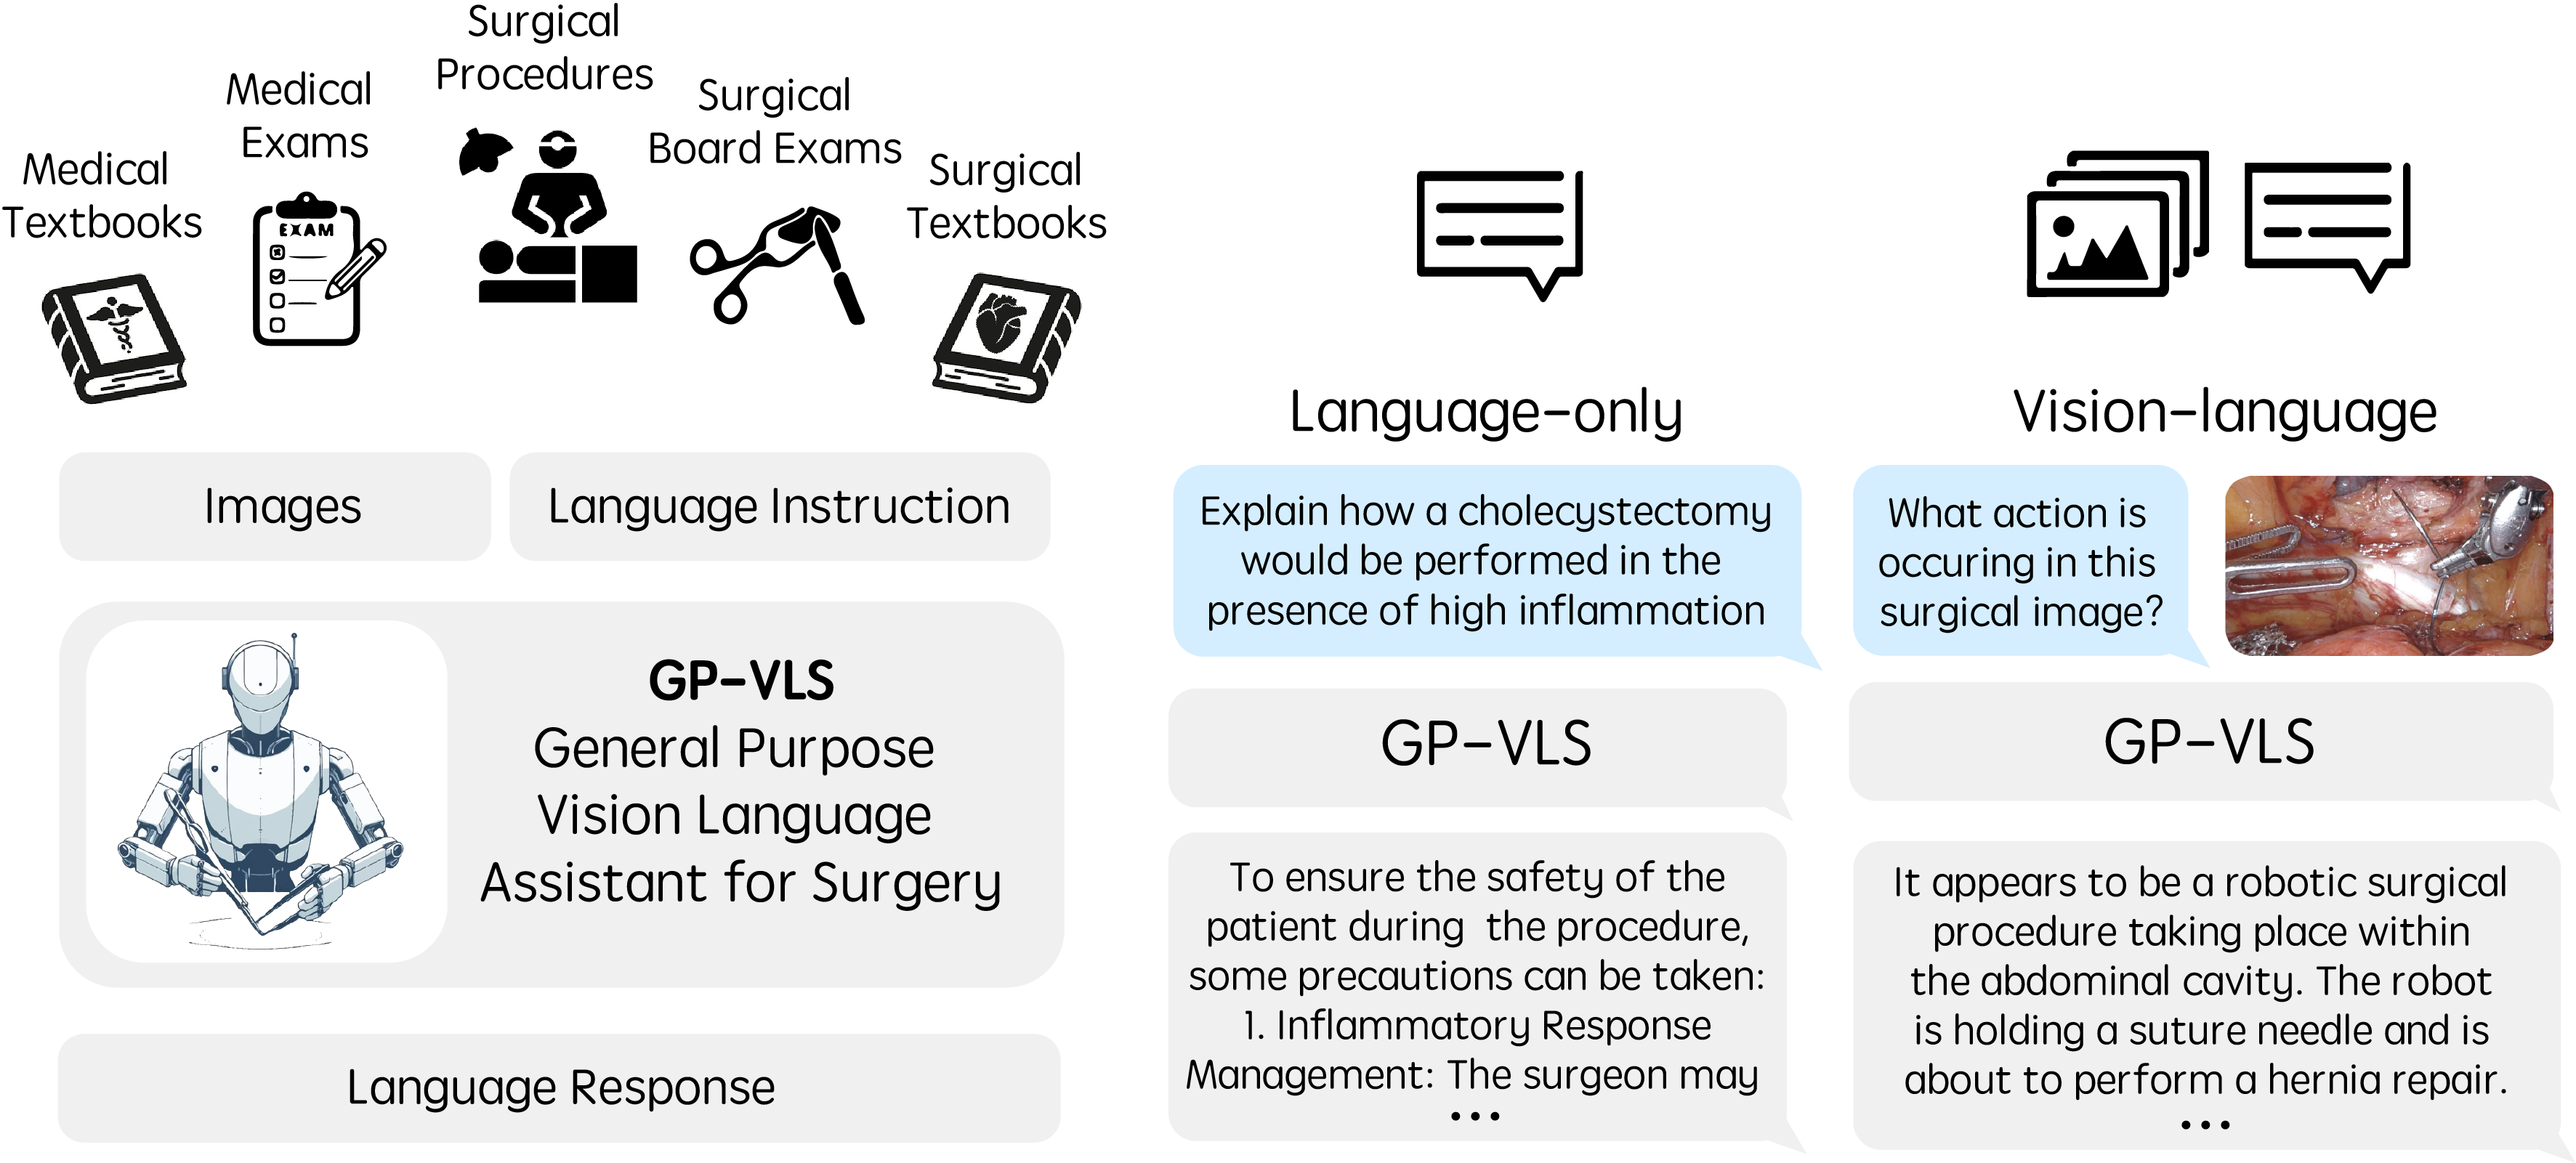 Medical
Textbooks
Medical
Exams
EXAM
Surgical
Procedures
Surgical
Board Exams
Surgical
Textbooks
Images
Language Instruction
GP-VLS
General Purpose
Vision Language
Assistant for Surgery
Language Response
Language-only
Explain how a cholecystectomy
would be performed in the
presence of high inflammation
GP-VLS
To ensure the safety of the
patient during the procedure,
some precautions can be taken:
1. Inflammatory Response
Management: The surgeon may
...
Vision-language
What action is
occuring in this
surgical image?
GP-VLS
It appears to be a robotic surgical
procedure taking place within
the abdominal cavity. The robot
is holding a suture needle and is
about to perform a hernia repair.
...